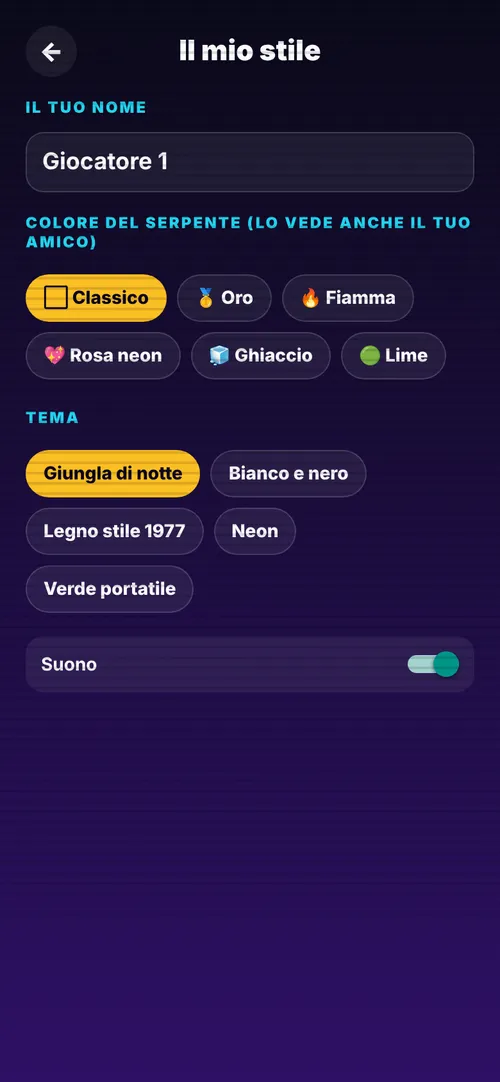 Il mio stile
IL TUO NOME
Giocatore 1
COLORE DEL SERPENTE (LO VEDE ANCHE IL TUO
AMICO)
Classico
Oro
Fiamma
Rosa neon
Ghiaccio
Lime
TEMA
Giungla di notte
Bianco e nero
Legno stile 1977
Neon
Verde portatile
Suono